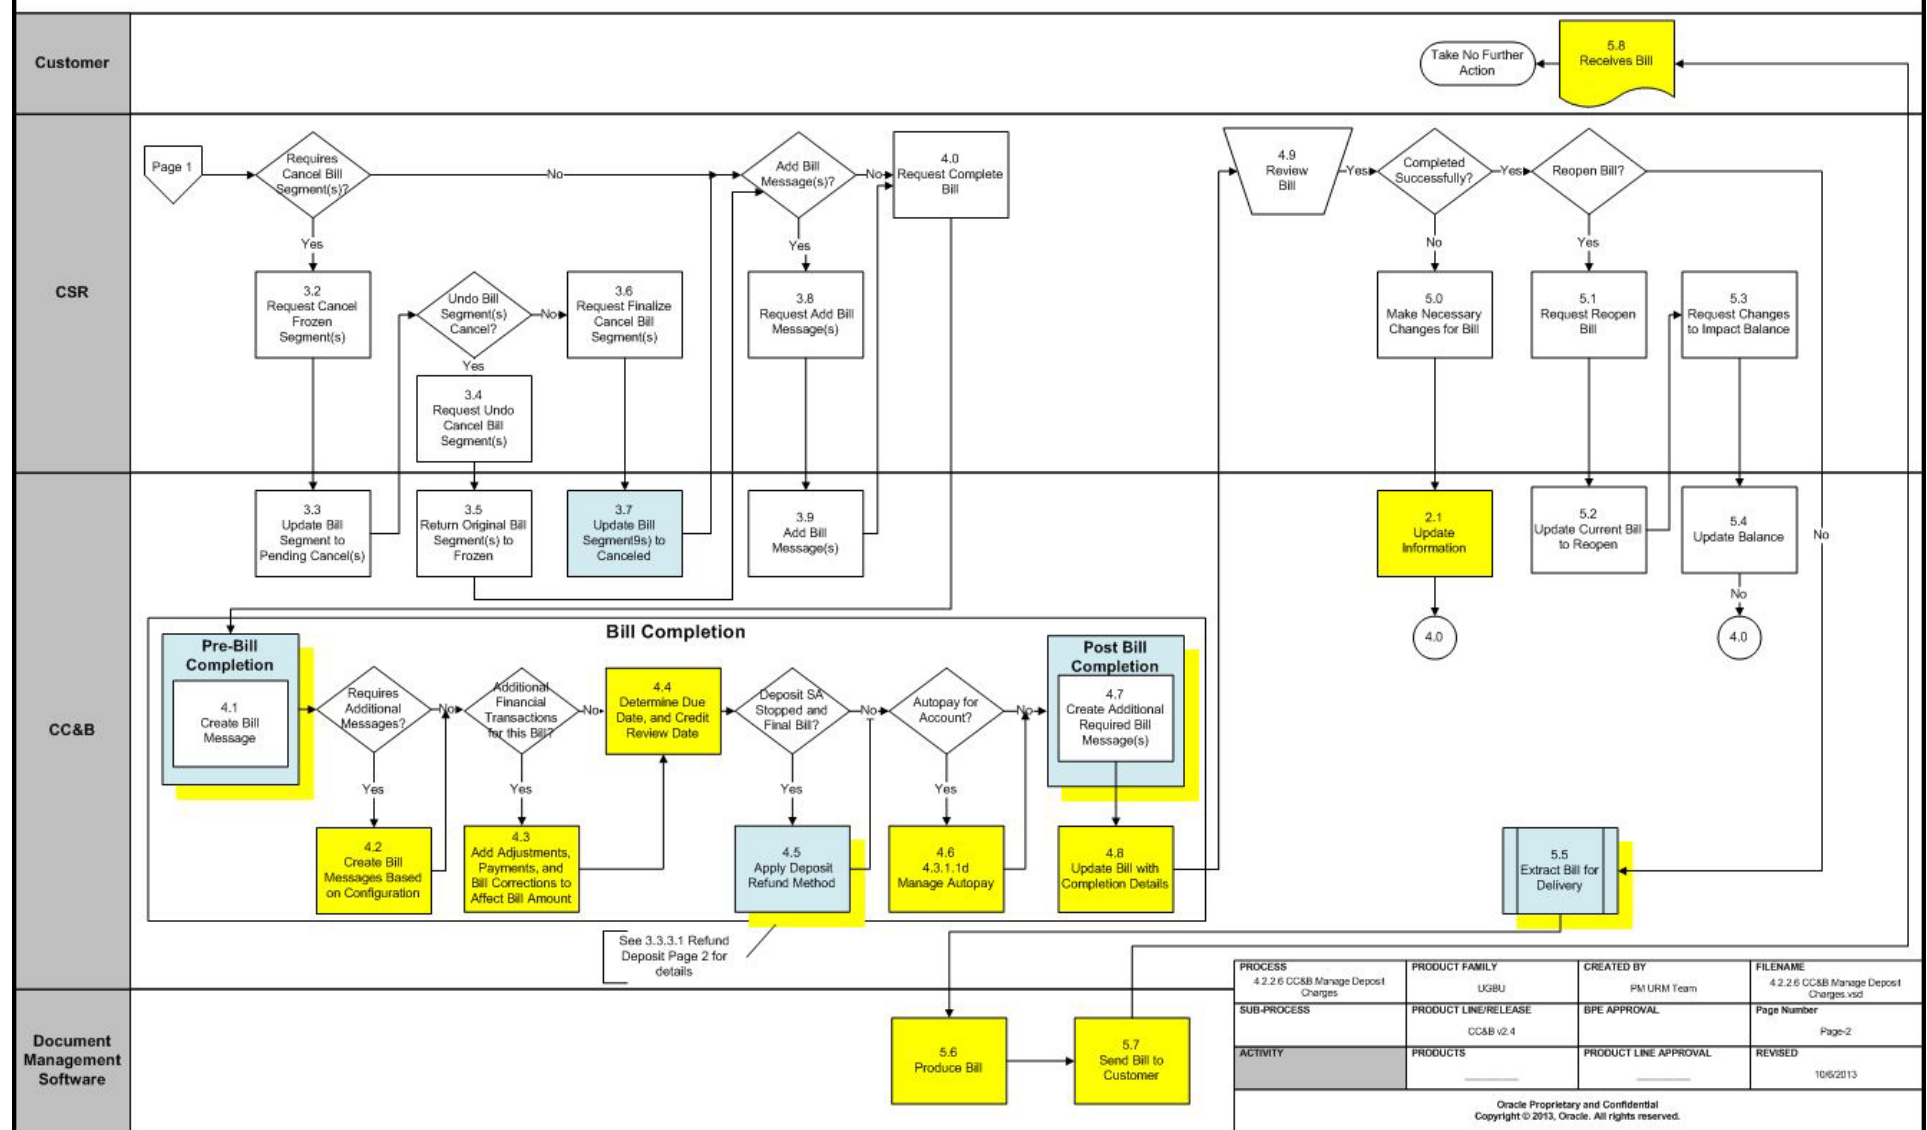 Customer
Take No Further
Action
5.8
Receives Bill
CSR
Page 1
Requires
Cancel Bill
Segment(s)?
No
Yes
Add Bill
Message(s)?
No
Yes
4.0
Request Complete
Bill
4.9
Review
Bill
Yes
Completed
Successfully?
Yes
No
Reopen Bill?
Yes
3.2
Request Cancel
Frozen
Segment(s)
Undo Bill
Segment(s)
Cancel?
No
Yes
3.6
Request Finalize
Cancel Bill
Segment(s)
3.8
Request Add Bill
Message(s)
5.0
Make Necessary
Changes for Bill
5.1
Request Reopen
Bill
5.3
Request Changes
to Impact Balance
3.4
Request Undo
Cancel Bill
Segment(s)
CC&B
3.3
Update Bill
Segment to
Pending Cancel(s)
3.5
Return Original Bill
Segment(s) to
Frozen
3.7
Update Bill
Segment9s) to
Canceled
3.9
Add Bill
Message(s)
2.1
Update
Information
5.2
Update Current Bill
to Reopen
5.4
Update Balance
No
No
4.0
4.0
Bill Completion
Pre-Bill
Completion
4.1
Create Bill
Message
Requires
Additional
Messages?
No
Yes
Additional
Financial
Transactions
for this Bill?
No
Yes
4.4
Determine Due
Date, and Credit
Review Date
Deposit SA
Stopped and
Final Bill?
No
Yes
Autopay for
Account?
No
Yes
Post Bill
Completion
4.7
Create Additional
Required Bill
Message(s)
4.2
Create Bill
Messages Based
on Configuration
4.3
Add Adjustments,
Payments, and
Bill Corrections to
Affect Bill Amount
4.5
Apply Deposit
Refund Method
4.6
4.3.1.1d
Manage Autopay
4.8
Update Bill with
Completion Details
5.5
Extract Bill for
Delivery
See 3.3.3.1 Refund
Deposit Page 2 for
details
Document
Management
Software
5.6
Produce Bill
5.7
Send Bill to
Customer
PROCESS
4.2.2.6 CC&B.Manage Deposit
Charges
PRODUCT FAMILY
UGBU
CREATED BY
PM URM Team
FILENAME
4.2.2.6 CC&B.Manage Deposit
Charges.vsd
SUB-PROCESS
PRODUCT LINE/RELEASE
CC&B v2.4
BPE APPROVAL
Page Number
Page-2
ACTIVITY
PRODUCTS
PRODUCT LINE APPROVAL
REVISED
10/6/2013
Oracle Proprietary and Confidential
Copyright © 2013, Oracle. All rights reserved.